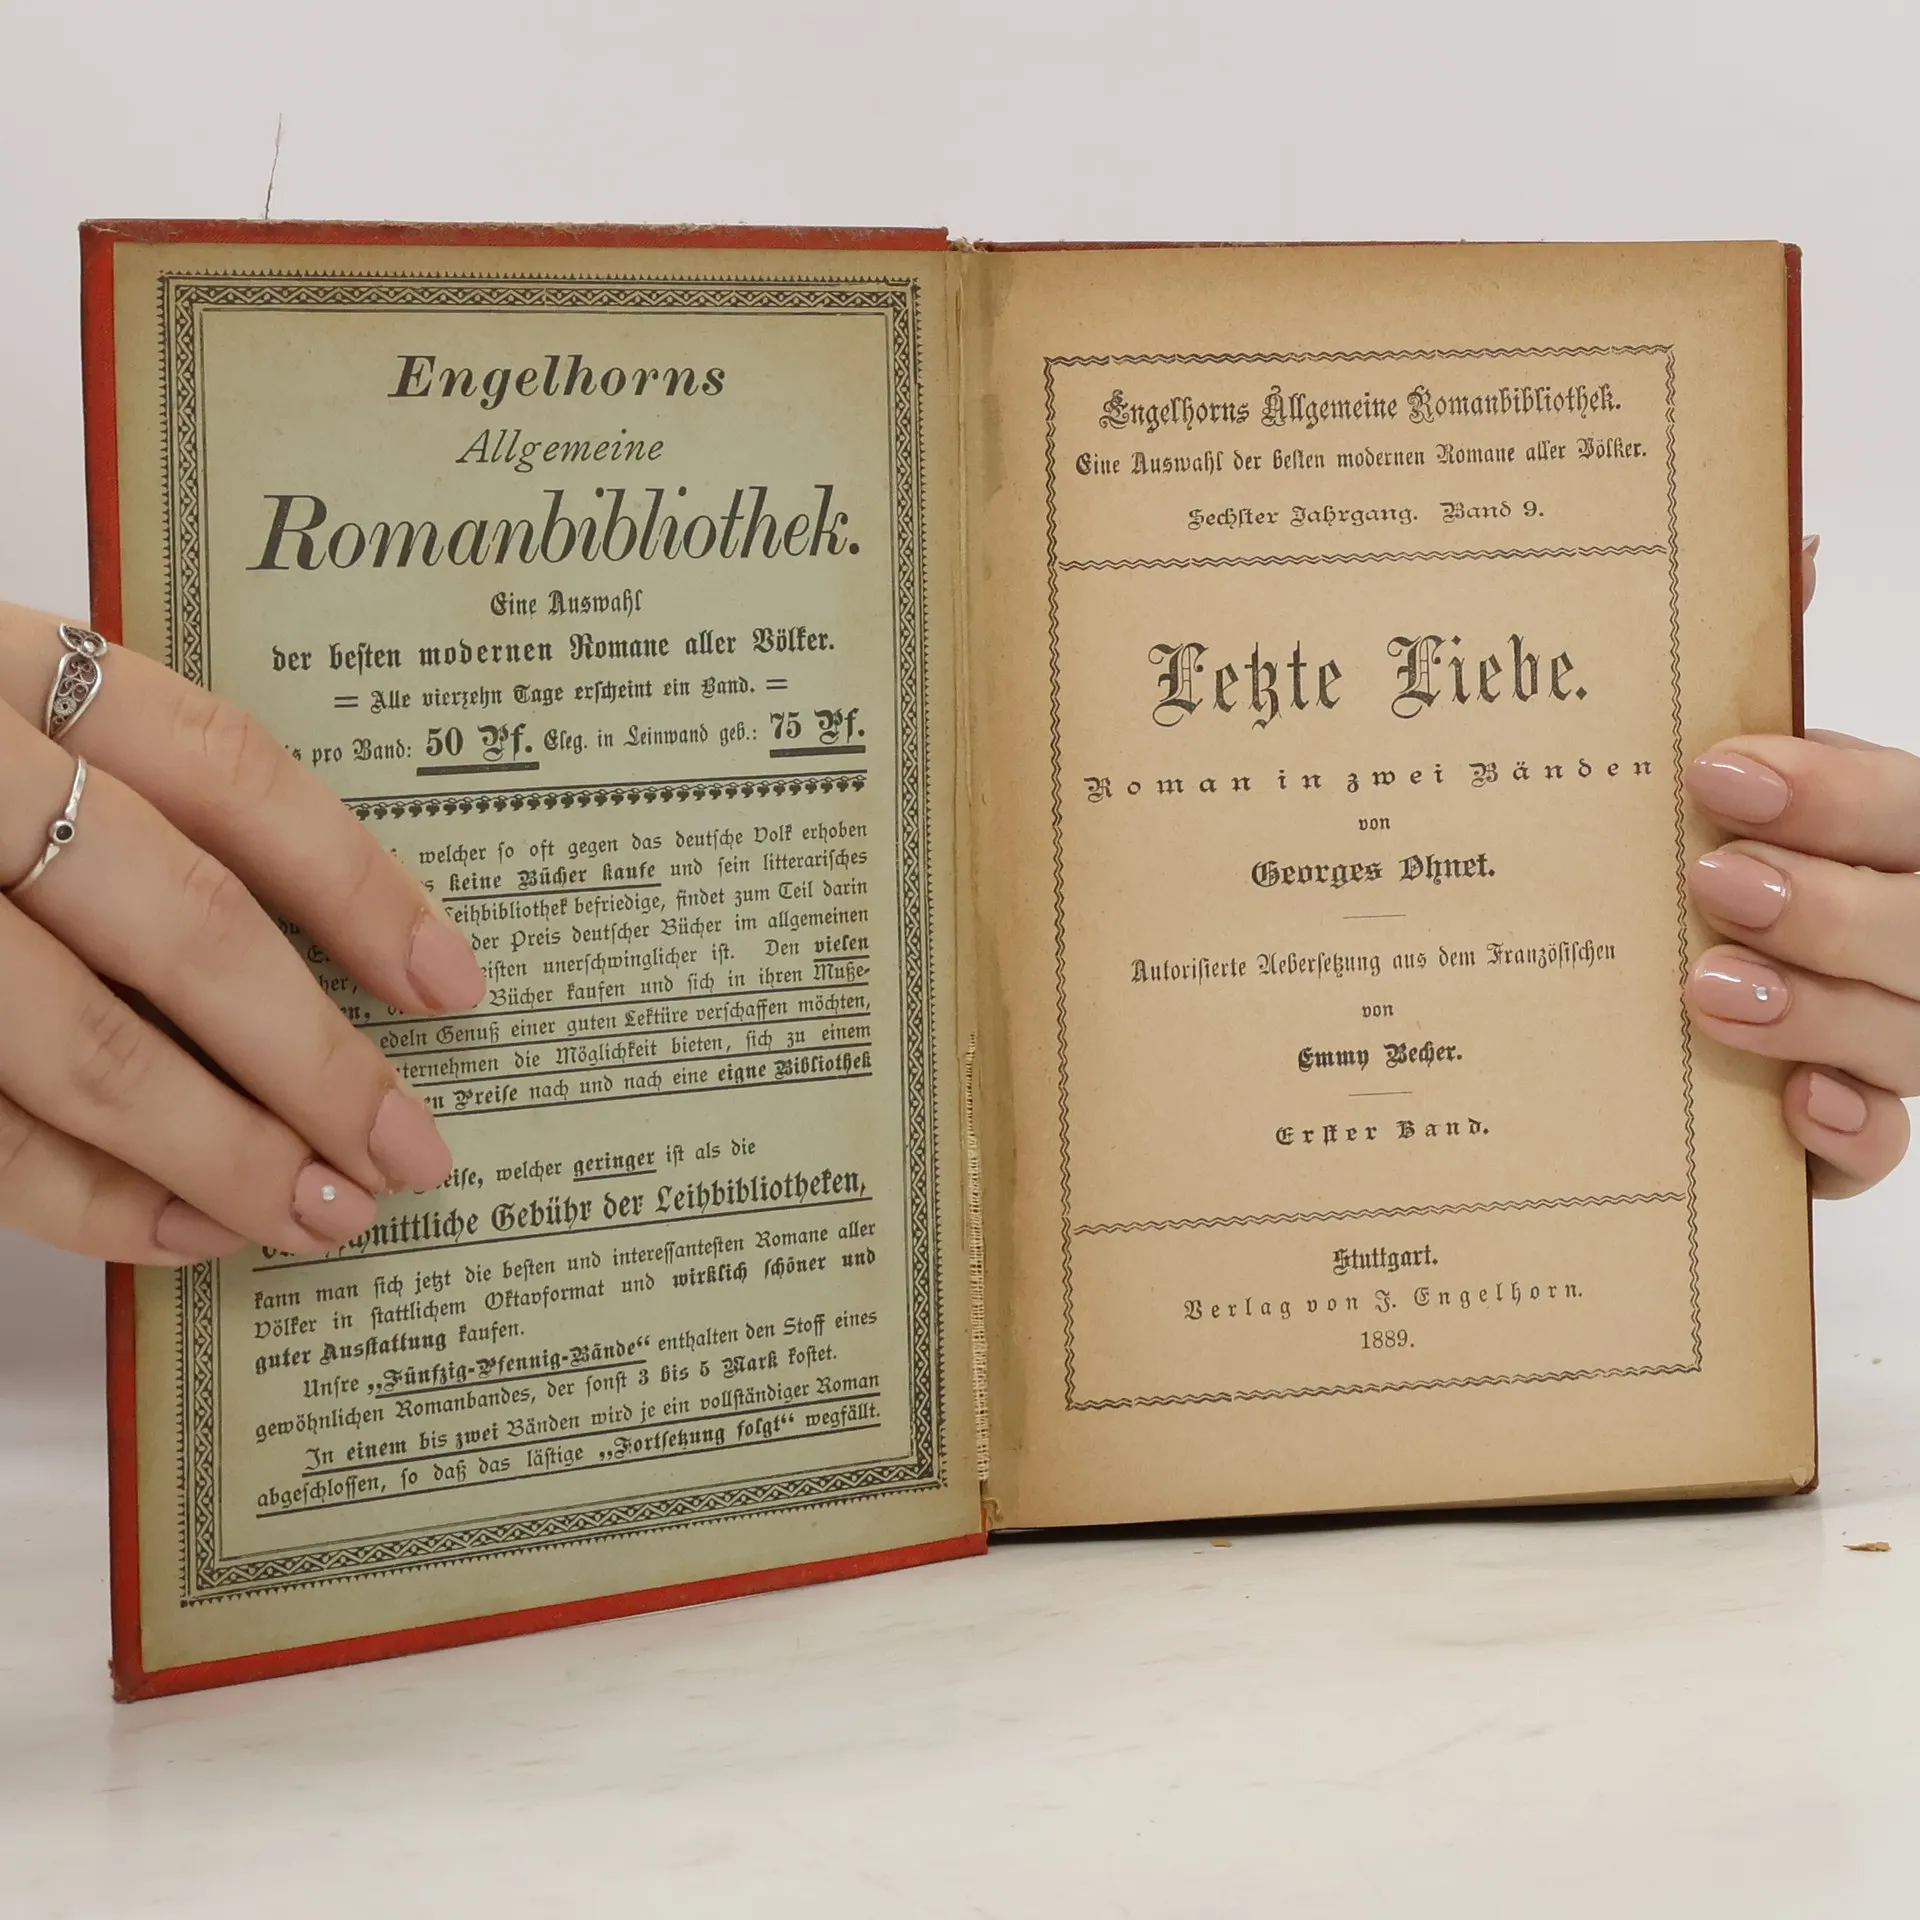 Engelhorns
Allgemeine
Romanbibliothek.
Eine Auswahl
der beſten modernen Romane aller Völker.
= Alle vierzehn Tage erſcheint ein Band. =
pro Band: 50 Pf. Eleg. in Leinwand geb.: 75 Pf.
welcher ſo oft gegen das deutſche Volk erhoben
keine Bücher kaufe und ſein litterariſches
befriedige, findet zum Teil darin
der Preis deutſcher Bücher im allgemeinen
unerſchwinglicher iſt. Den vielen
Bücher kaufen und ſich in ihren Muße-
edeln Genuß einer guten Lektüre verſchaffen möchten,
die Möglichkeit bieten, ſich zu einem
Preiſe nach und nach eine eigne Bibliothek
welcher geringer iſt als die
Gebühr der Leihbibliotheken,
kann man ſich jetzt die beſten und intereſſanteſten Romane aller
Völker in ſtattlichem Oktavformat und wirklich ſchöner und
guter Ausſtattung kaufen.
Unſre „Fünfzig-Pfennig-Bände“ enthalten den Stoff eines
gewöhnlichen Romanbandes, der ſonſt 3 bis 5 Mark koſtet.
In einem bis zwei Bänden wird je ein vollſtändiger Roman
abgeſchloſſen, ſo daß das läſtige „Fortſetzung folgt“ wegfällt.
Engelhorns Allgemeine Romanbibliothek.
Eine Auswahl der beſten modernen Romane aller Völker.
Sechſter Jahrgang. Band 9.
Letzte Liebe.
Roman in zwei Bänden
von
Georges Ohnet.
Autoriſierte Ueberſetzung aus dem Franzöſiſchen
von
Emmy Becher.
Erſter Band.
Stuttgart.
Verlag von J. Engelhorn.
1889.